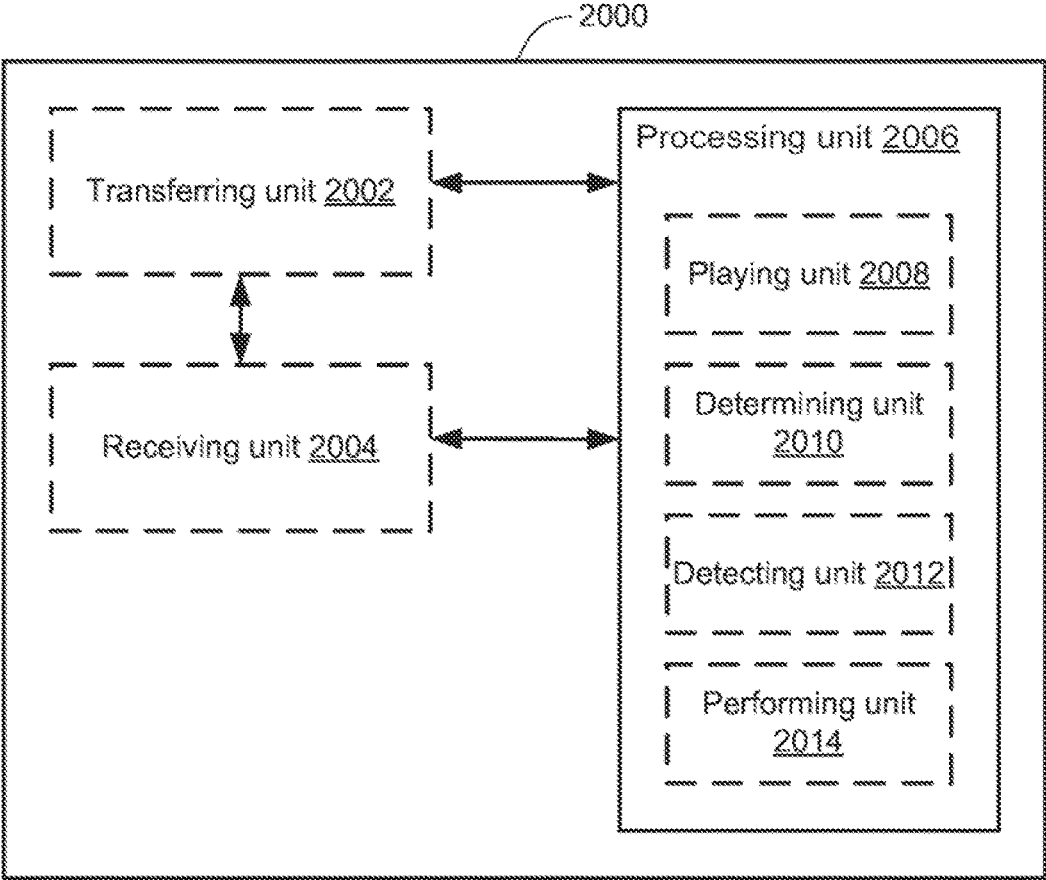 2000
Transferring unit 2002
Receiving unit 2004
Processing unit 2006
Playing unit 2008
Determining unit
2010
Detecting unit 2012
Performing unit
2014